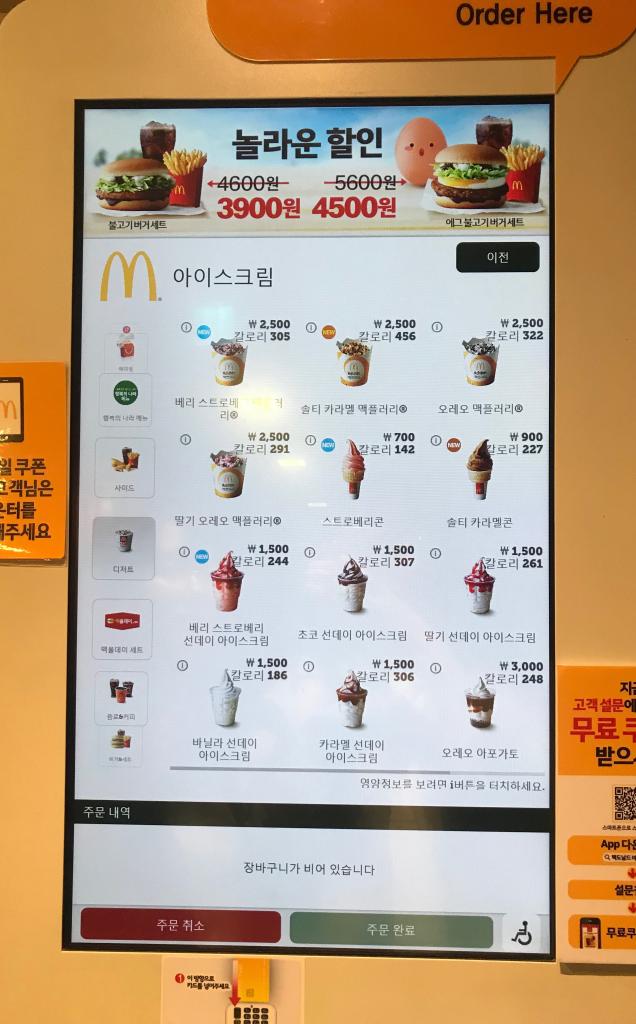 Order Here
놀라운 할인
4600원 5600원
3900원 4500원
불고기 버거 세트
에그 불고기 버거 세트
이전
아이스크림
NEW
₩ 2,500
칼로리 305
베리 스트로베리
리®
NEW
₩ 2,500
칼로리 456
솔티 카라멜 맥플러리®
₩ 2,500
칼로리 322
오레오 맥플러리®
₩ 2,500
칼로리 291
딸기 오레오 맥플러리®
NEW
₩ 700
칼로리 142
스트로베리콘
NEW
₩ 900
칼로리 227
솔티 카라멜콘
NEW
₩ 1,500
칼로리 244
베리 스트로베리
선데이 아이스크림
₩ 1,500
칼로리 307
초코 선데이 아이스크림
₩ 1,500
칼로리 261
딸기 선데이 아이스크림
₩ 1,500
칼로리 186
바닐라 선데이
아이스크림
₩ 1,500
칼로리 306
카라멜 선데이
아이스크림
₩ 3,000
칼로리 248
오레오 아포가토
행복의 나라 메뉴
사이드
디저트
맥올데이 세트
음료&커피
영양정보를 보려면 i버튼을 터치하세요.
주문 내역
장바구니가 비어 있습니다
주문 취소
주문 완료
일 쿠폰
고객님은
운터를
해주세요
고객 설문에
무료 쿠
받으
App 다운
설문
무료쿠
1 이 방향으로
카드를 넣어주세요